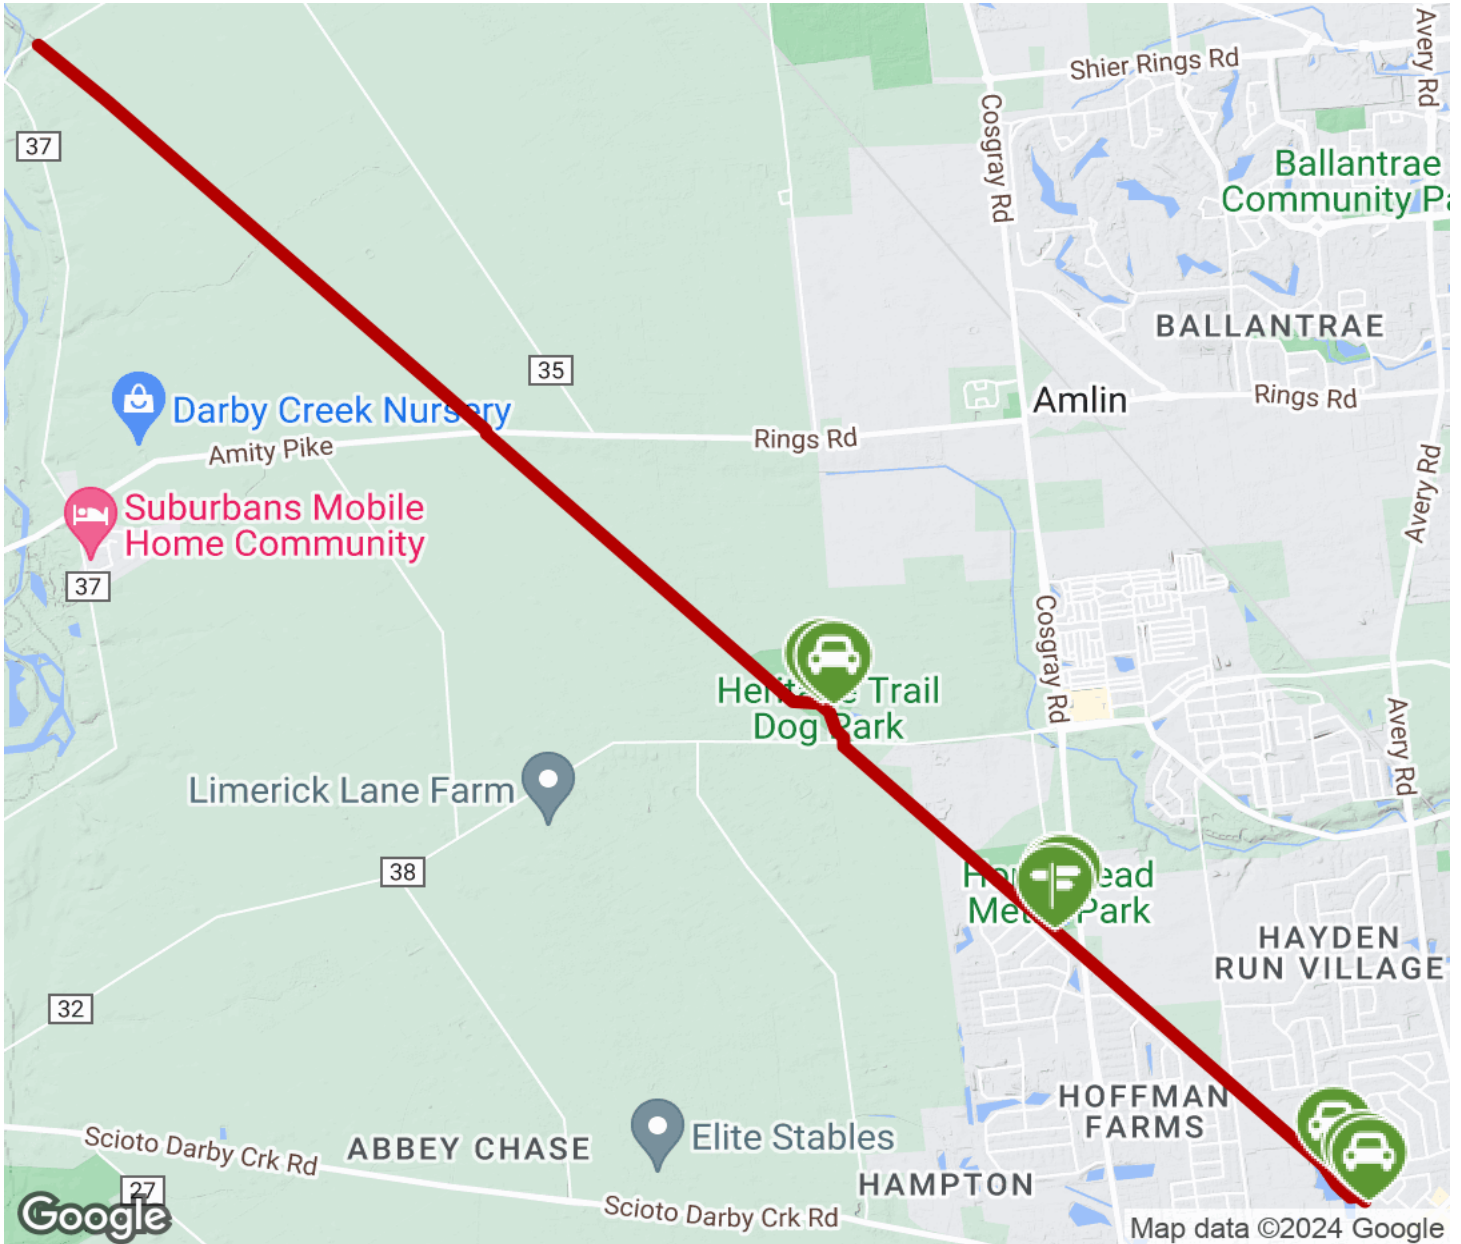 Avery Rd
Shier Rings Rd
Cosgray Rd
37
Ballantrae
Community Pa
BALLANTRAE
35
Amlin
Rings Rd
Darby Creek Nursery
Rings Rd
Amity Pike
Avery Rd
Suburbans Mobile
Home Community
37
Cosgray Rd
Heritage Trail
Dog Park
Avery Rd
Limerick Lane Farm
38
Homestead
Metro Park
HAYDEN
RUN VILLAGE
32
HOFFMAN
FARMS
Scioto Darby Crk Rd
ABBEY CHASE
Elite Stables
HAMPTON
27
Scioto Darby Crk Rd
Google
Map data ©2024 Google